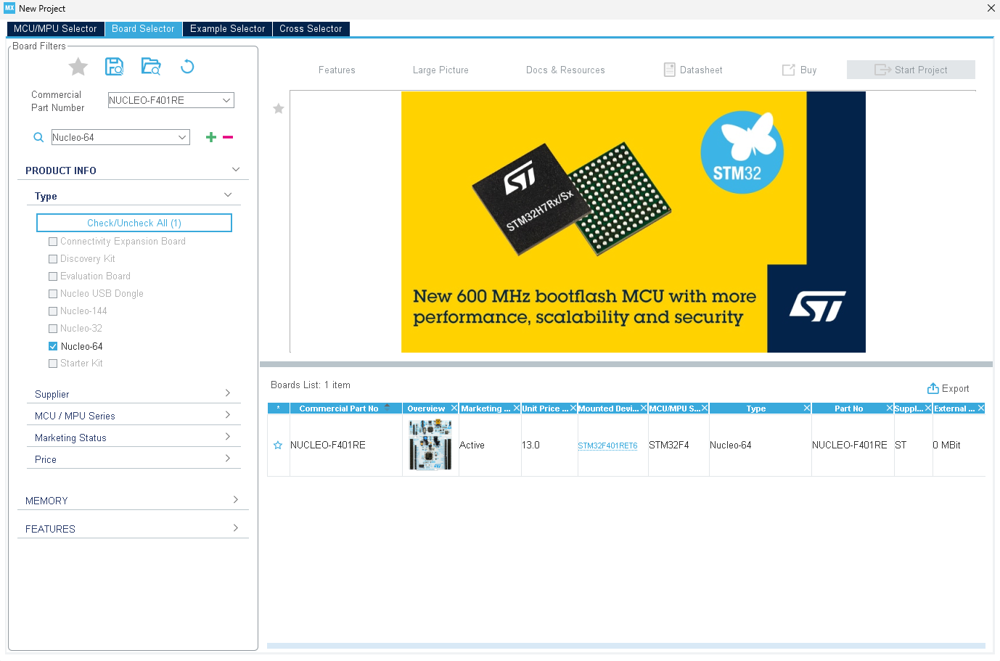 MX New Project
MCU/MPU Selector Board Selector Example Selector Cross Selector
Board Filters
Features Large Picture Docs & Resources Datasheet Buy Start Project
Commercial
Part Number
NUCLEO-F401RE
Nucleo-64
PRODUCT INFO
Type
Check/Uncheck All (1)
Connectivity Expansion Board
Discovery Kit
Evaluation Board
Nucleo USB Dongle
Nucleo-144
Nucleo-32
Nucleo-64
Starter Kit
Supplier
MCU / MPU Series
Marketing Status
Price
MEMORY
FEATURES
ST
STM32H7Rx/Sx
STM32
New 600 MHz bootflash MCU with more
performance, scalability and security
ST
Boards List: 1 item
Export
* Commercial Part No Overview Marketing ... Unit Price ... Mounted Devi... MCU/MPU S... Type Part No Suppl... External ...
NUCLEO-F401RE Active 13.0 STM32F401RET6 STM32F4 Nucleo-64 NUCLEO-F401RE ST 0 MBit